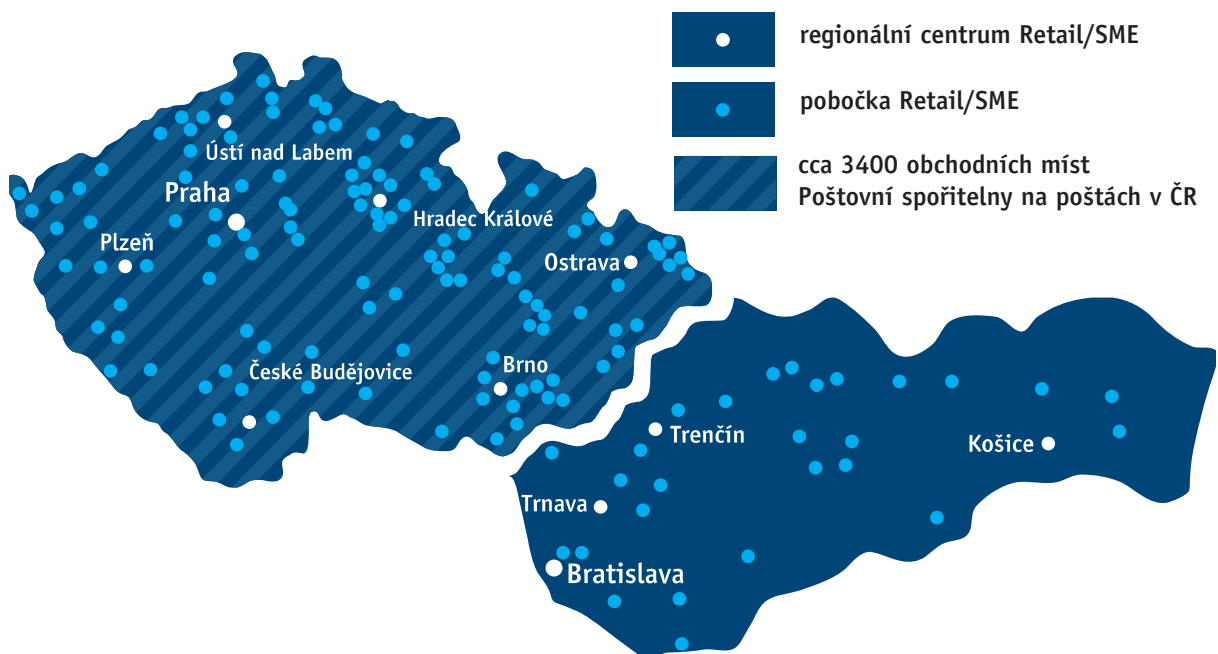 regionální centrum Retail/SME
pobočka Retail/SME
cca 3400 obchodních míst
Poštovní spořitelny na poštách v ČR
Ústí nad Labem
Praha
Hradec Králové
Plzeň
Ostrava
České Budějovice
Brno
Trenčín
Košice
Trnava
Bratislava